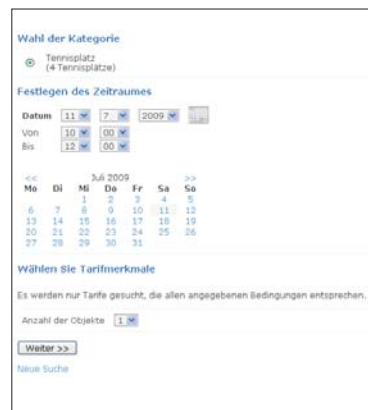 Wahl der Kategorie
Tennisplatz
(4 Tennisplätze)
Festlegen des Zeitraumes
Datum 11 7 2009
Von 10 00
Bis 12 00
<< Juli 2009 >>
Mo Di Mi Do Fr Sa So
1 2 3 4 5
6 7 8 9 10 11 12
13 14 15 16 17 18 19
20 21 22 23 24 25 26
27 28 29 30 31
Wählen Sie Tarifmerkmale
Es werden nur Tarife gesucht, die allen angegebenen Bedingungen entsprechen.
Anzahl der Objekte 1
Weiter >>
Neue Suche